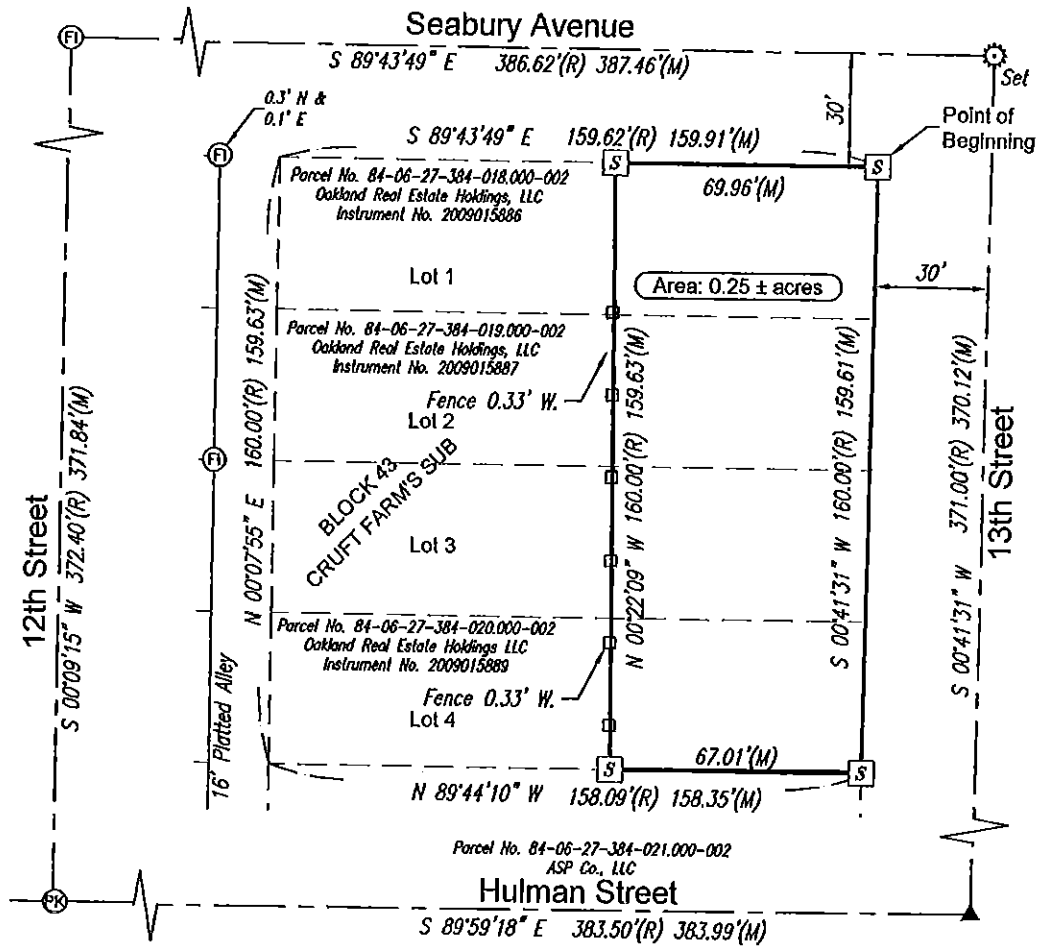 Seabury Avenue
FI
S 89°43'49" E 386.62'(R) 387.46'(M)
Set
0.3' N &
0.1' E
30'
Point of
Beginning
FI
S 89°43'49" E 159.62'(R) 159.91'(M)
S
S
69.96'(M)
Parcel No. 84-06-27-384-018.000-002
Oakland Real Estate Holdings, LLC
Instrument No. 2009015886
Lot 1
Area: 0.25 ± acres
30'
Parcel No. 84-06-27-384-019.000-002
Oakland Real Estate Holdings, LLC
Instrument No. 2009015887
Fence 0.33' W.
Lot 2
FI
BLOCK 43
CRUFT FARM'S SUB
Lot 3
12th Street
S 00°09'15" W 372.40'(R) 371.84'(M)
16' Platted Alley
N 00°07'55" E 160.00'(R) 159.63'(M)
N 00°22'09" W 160.00'(R) 159.63'(M)
S 00°41'31" W 160.00'(R) 159.61'(M)
S 00°41'31" W 371.00'(R) 370.12'(M)
13th Street
Parcel No. 84-06-27-384-020.000-002
Oakland Real Estate Holdings LLC
Instrument No. 2009015889
Fence 0.33' W.
Lot 4
67.01'(M)
S
S
N 89°44'10" W 158.09'(R) 158.35'(M)
Parcel No. 84-06-27-384-021.000-002
ASP Co., LLC
PK
Hulman Street
S 89°59'18" E 383.50'(R) 383.99'(M)